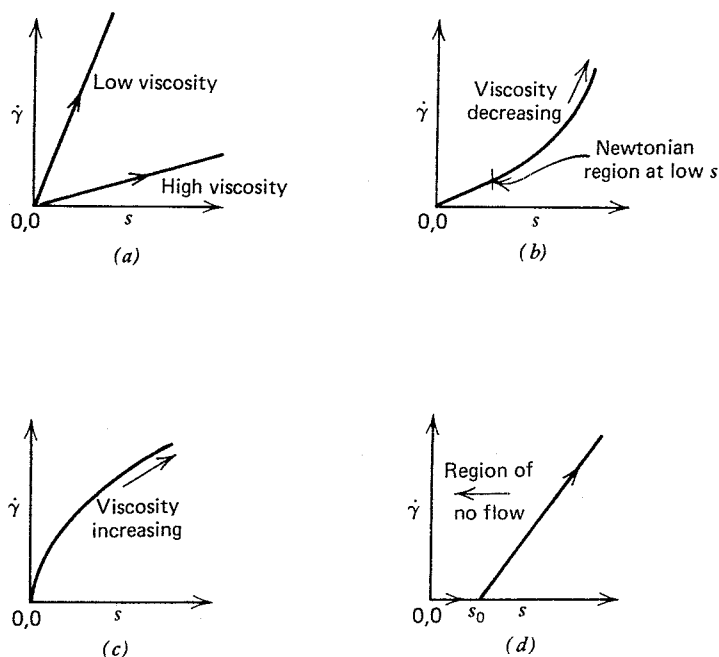 γ̇
Low viscosity
High viscosity
0,0
s
(a)
γ̇
Viscosity
decreasing
Newtonian
region at low s
0,0
s
(b)
γ̇
Viscosity
increasing
0,0
s
(c)
γ̇
Region of
no flow
0,0
s₀
s
(d)